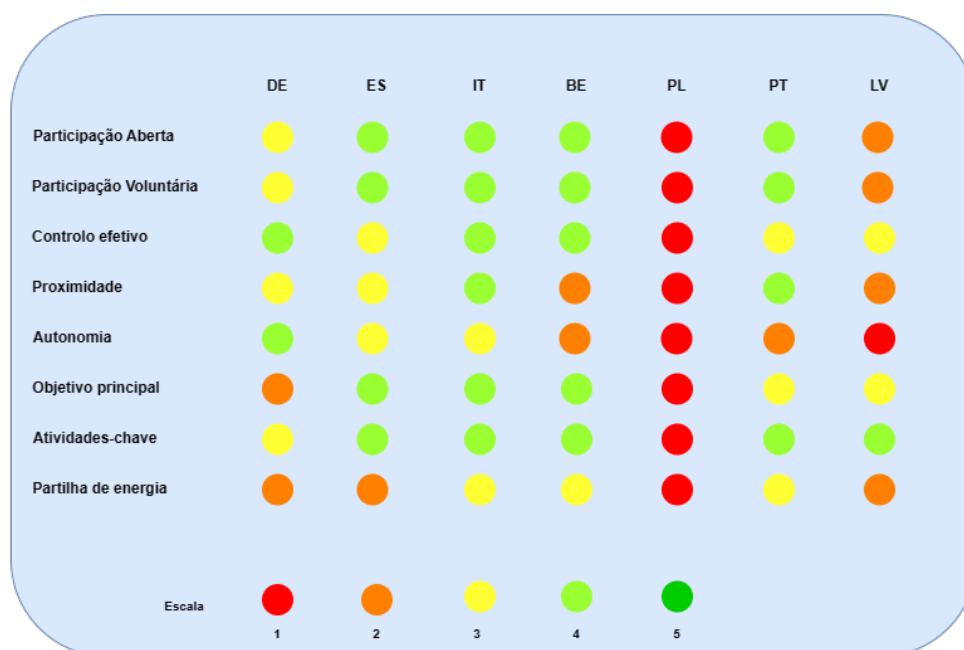 DE ES IT BE PL PT LV
Participação Aberta
Participação Voluntária
Controlo efetivo
Proximidade
Autonomia
Objetivo principal
Atividades-chave
Partilha de energia
Escala
1 2 3 4 5